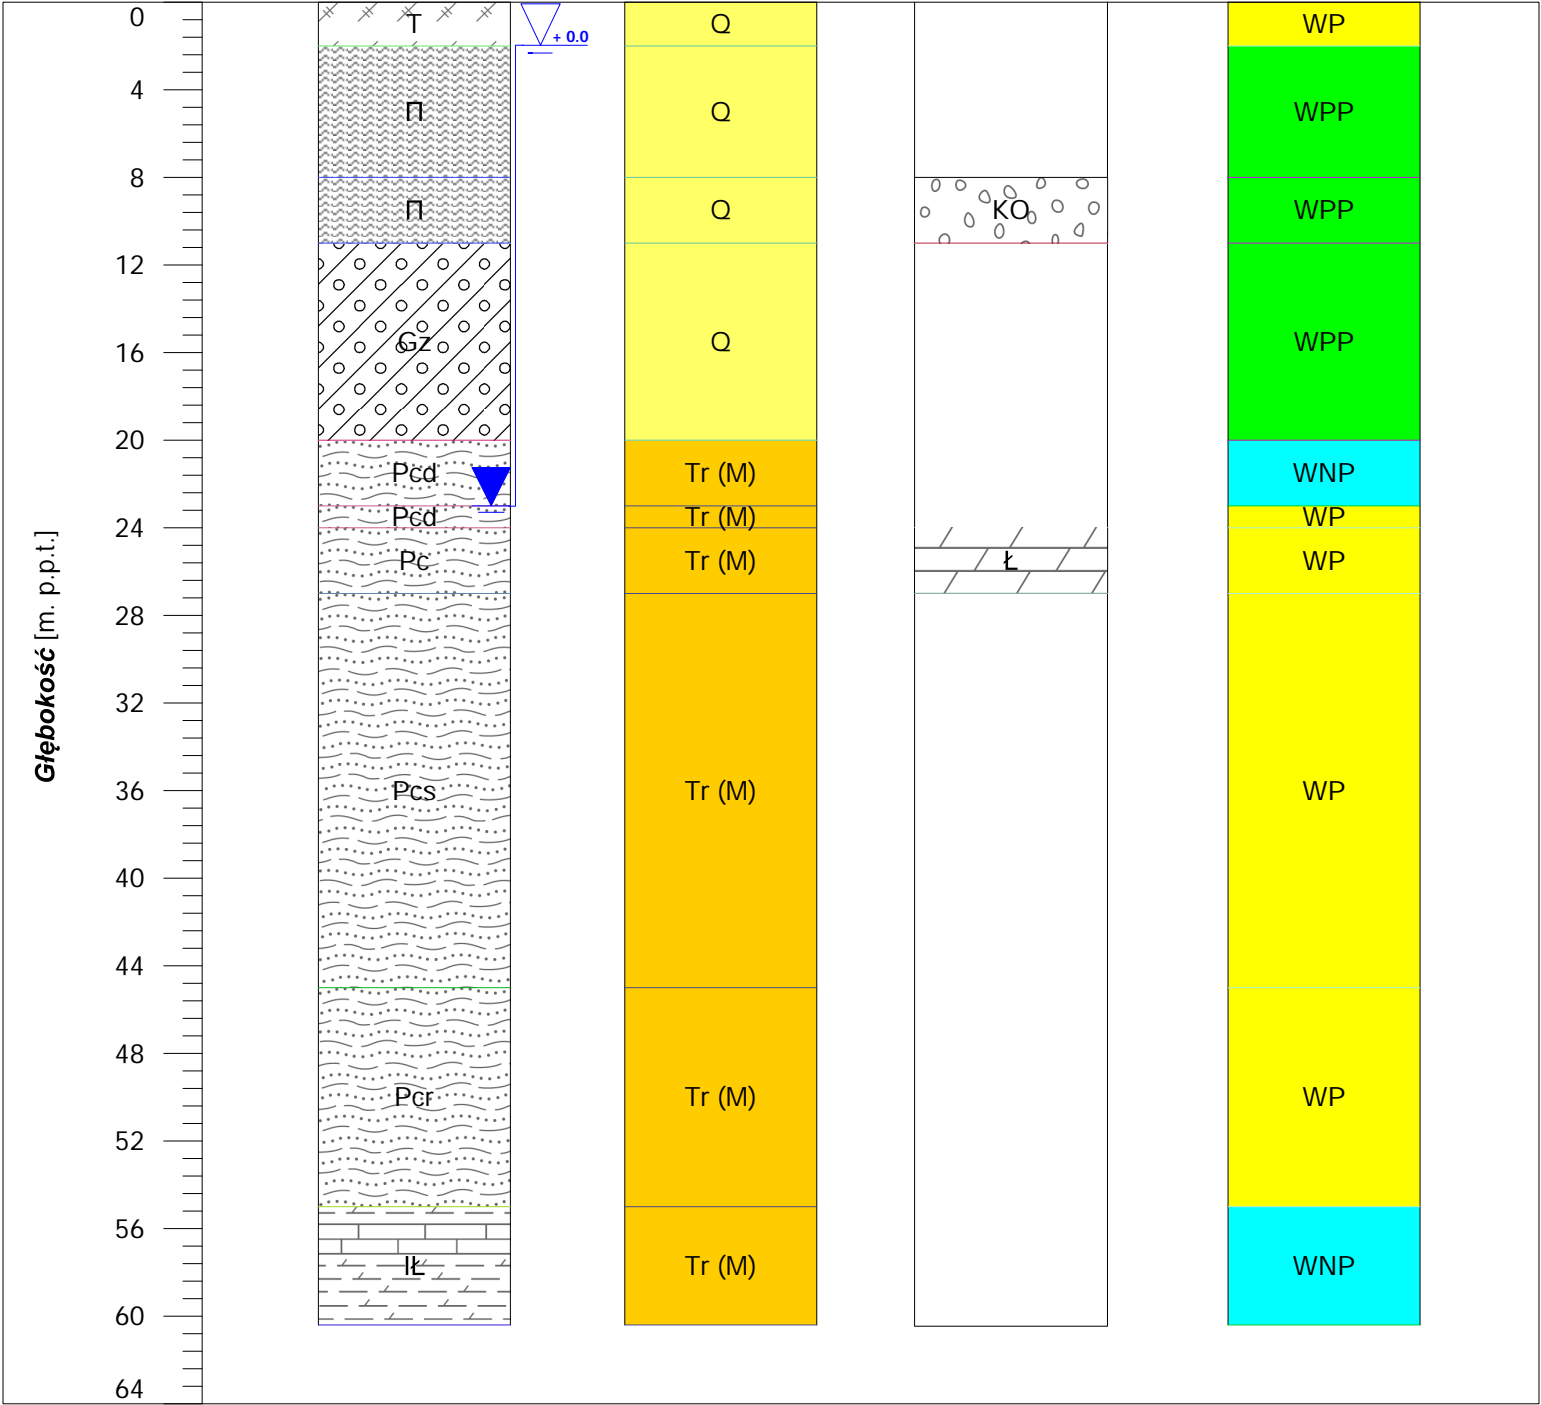 Głębokość [m. p.p.t.]
0
4
8
12
16
20
24
28
32
36
40
44
48
52
56
60
64
T
П
П
Gz
Pcd
Pcd
Pc
Pcs
Pcr
IŁ
+ 0.0
Q
Q
Q
Q
Tr (M)
Tr (M)
Tr (M)
Tr (M)
Tr (M)
Tr (M)
KO
Ł
WP
WPP
WPP
WPP
WNP
WP
WP
WP
WP
WNP